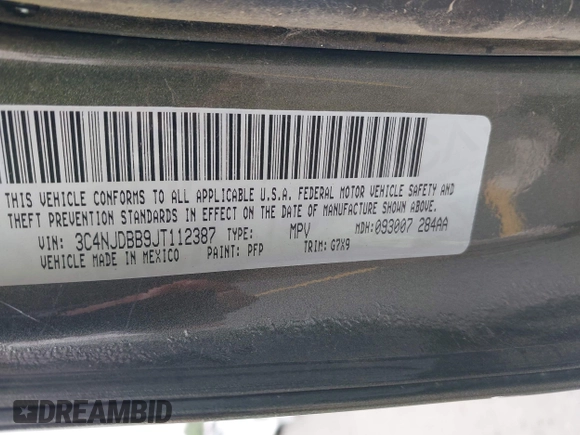 THIS VEHICLE CONFORMS TO ALL APPLICABLE U.S.A. FEDERAL MOTOR VEHICLE SAFETY AND
THEFT PREVENTION STANDARDS IN EFFECT ON THE DATE OF MANUFACTURE SHOWN ABOVE.
VIN: 3C4NJDBB9JT112387 TYPE: MPV MDH:093007 284AA
VEHICLE MADE IN MEXICO PAINT: PFP TRIM: G7X9
DREAMBID